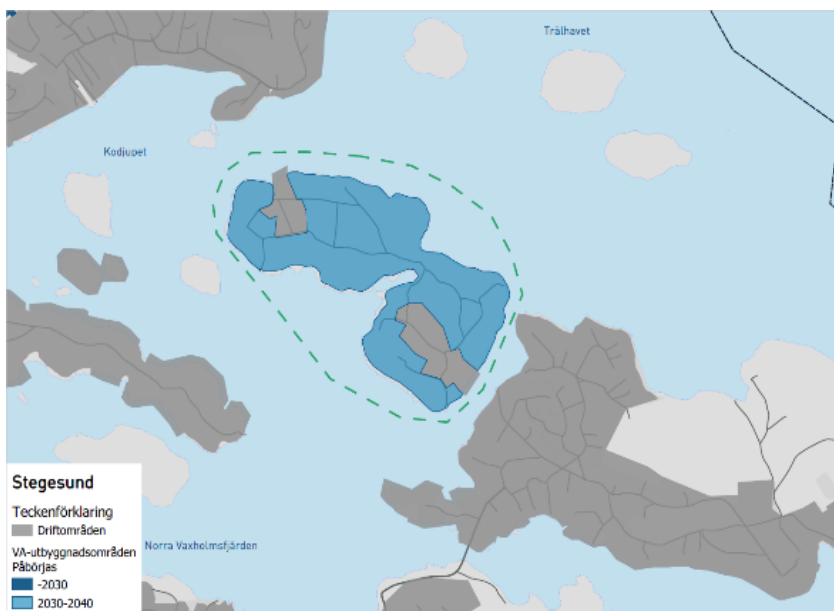 Trälhavet
Kodjupet
Stegesund
Teckenförklaring
Driftområden
VA-utbyggnadsområden
Påbörjas
-2030
2030-2040
Norra Vaxholmsfjärden